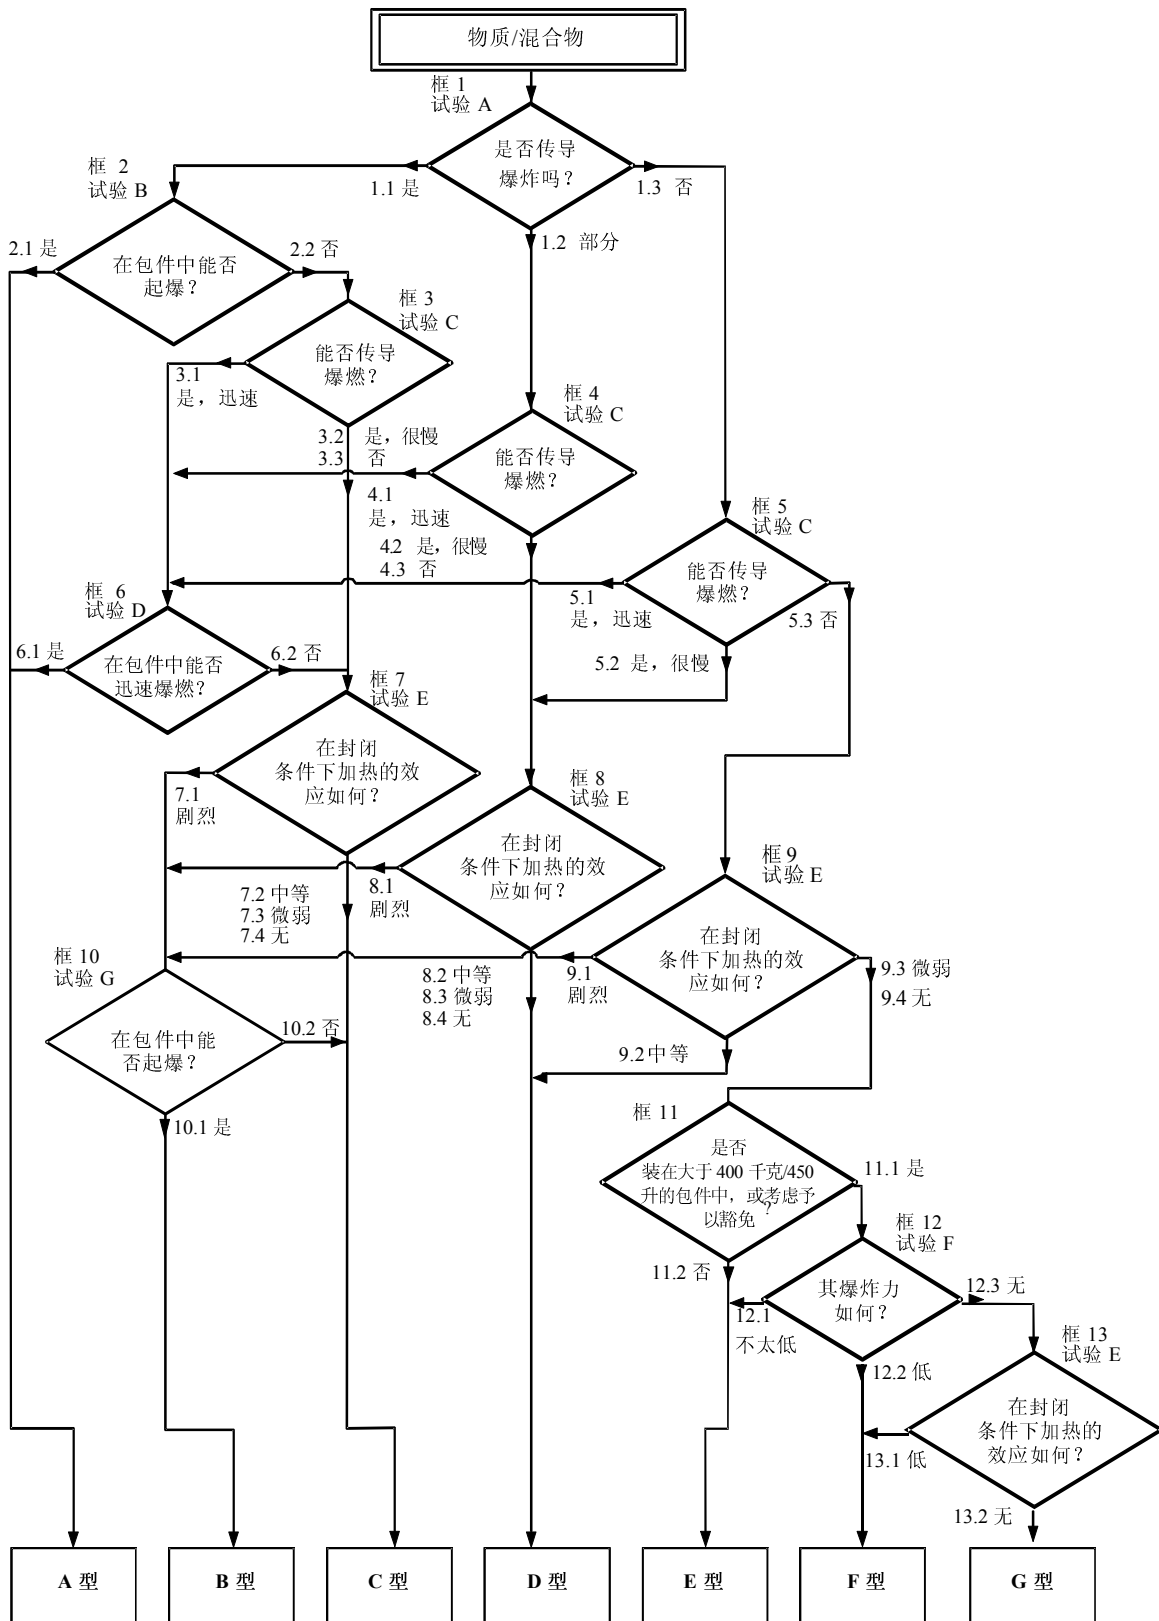 物质/混合物
框 1
试验 A
是否传导
爆炸吗？
1.1 是
1.2 部分
1.3 否
框 2
试验 B
在包件中能否
起爆？
2.1 是
2.2 否
框 3
试验 C
能否传导
爆燃？
3.1
是，迅速
3.2 是，很慢
3.3 否
框 4
试验 C
能否传导
爆燃？
4.1
是，迅速
4.2 是，很慢
4.3 否
框 5
试验 C
能否传导
爆燃？
5.1
是，迅速
5.2 是，很慢
5.3 否
框 6
试验 D
在包件中能否
迅速爆燃？
6.1 是
6.2 否
框 7
试验 E
在封闭
条件下加热的效
应如何？
7.1
剧烈
7.2 中等
7.3 微弱
7.4 无
框 8
试验 E
在封闭
条件下加热的效
应如何？
8.1
剧烈
8.2 中等
8.3 微弱
8.4 无
框 9
试验 E
在封闭
条件下加热的效
应如何？
9.1
剧烈
9.2 中等
9.3 微弱
9.4 无
框 10
试验 G
在包件中能
否起爆？
10.1 是
10.2 否
框 11
是否
装在大于 400 千克/450
升的包件中，或考虑予
以豁免？
11.1 是
11.2 否
框 12
试验 F
其爆炸力
如何？
12.1
不太低
12.2 低
12.3 无
框 13
试验 E
在封闭
条件下加热的
效应如何？
13.1 低
13.2 无
A 型
B 型
C 型
D 型
E 型
F 型
G 型